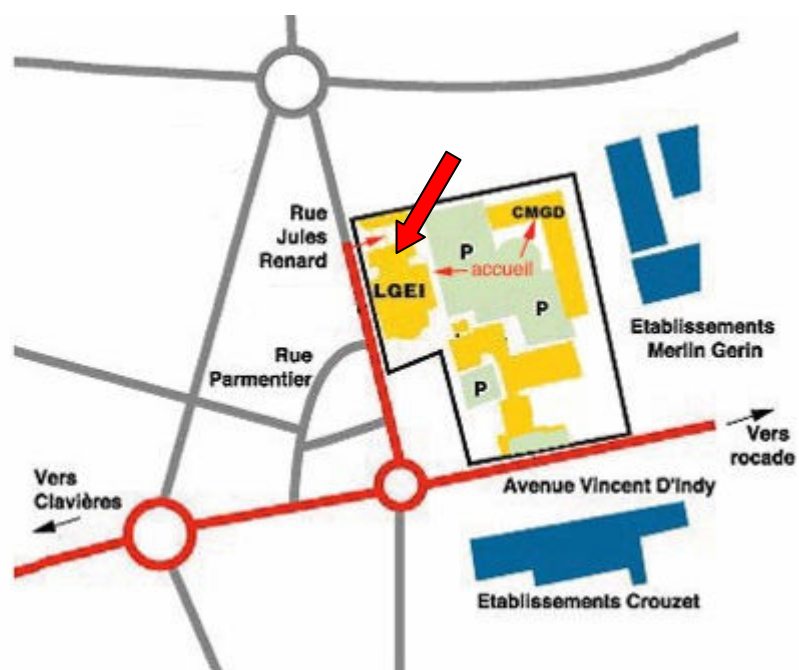 Rue
Jules
Renard
CMGD
P
accueil
LGEI
P
Etablissements
Merlin Gerin
Rue
Parmentier
P
Vers
rocade
Vers
Clavières
Avenue Vincent D'Indy
Etablissements Crouzet